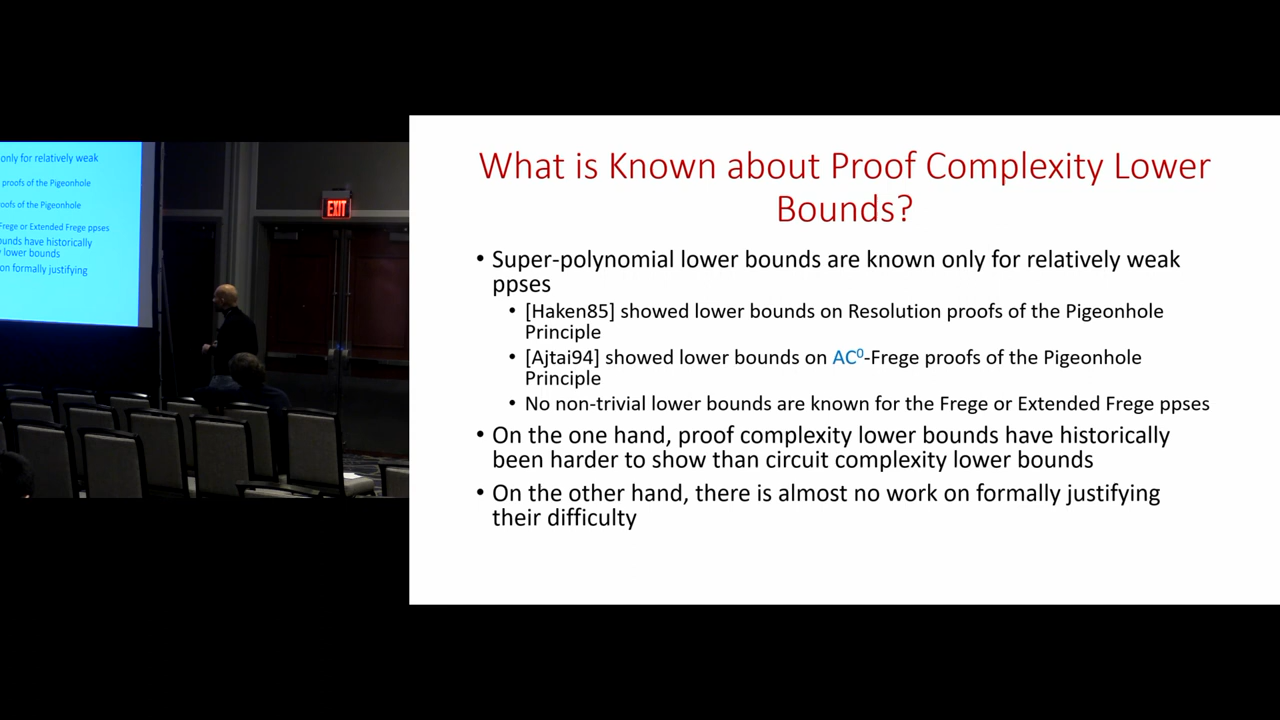 only for relatively weak
proofs of the Pigeonhole
roofs of the Pigeonhole
Frege or Extended Frege ppses
unds have historically
lower bounds
on formally justifying
EXIT
What is Known about Proof Complexity Lower
Bounds?
• Super-polynomial lower bounds are known only for relatively weak
ppses
• [Haken85] showed lower bounds on Resolution proofs of the Pigeonhole
Principle
• [Ajtai94] showed lower bounds on AC⁰-Frege proofs of the Pigeonhole
Principle
• No non-trivial lower bounds are known for the Frege or Extended Frege ppses
• On the one hand, proof complexity lower bounds have historically
been harder to show than circuit complexity lower bounds
• On the other hand, there is almost no work on formally justifying
their difficulty